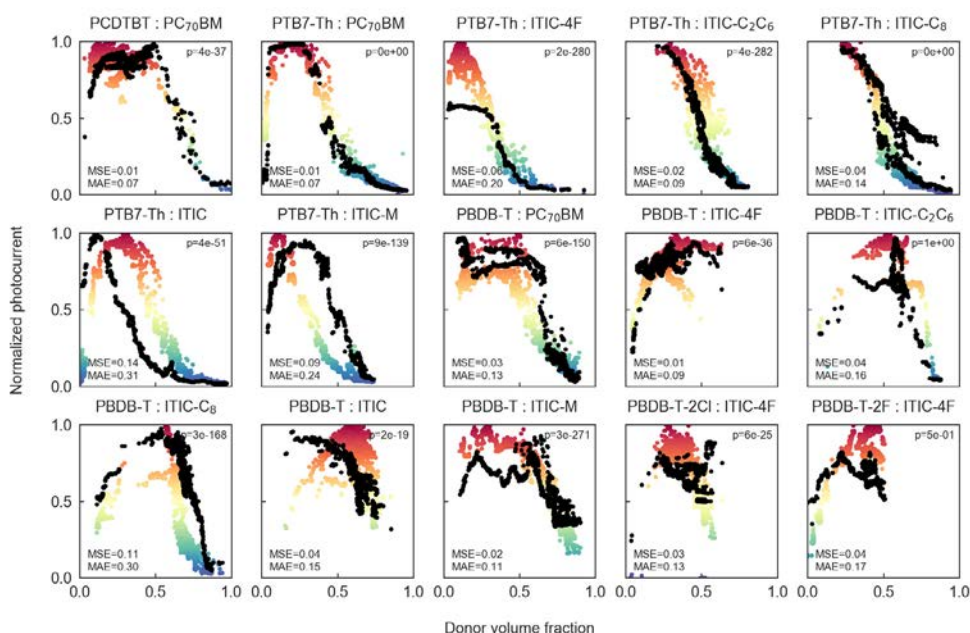 PCDTBT : PC₇₀BM
PTB7-Th : PC₇₀BM
PTB7-Th : ITIC-4F
PTB7-Th : ITIC-C₂C₆
PTB7-Th : ITIC-C₈
1.0
0.5
0.0
p=4e-37
MSE=0.01
MAE=0.07
p=0e+00
MSE=0.01
MAE=0.07
p=2e-280
MSE=0.06
MAE=0.20
p=4e-282
MSE=0.02
MAE=0.09
p=0e+00
MSE=0.04
MAE=0.14
PTB7-Th : ITIC
PTB7-Th : ITIC-M
PBDB-T : PC₇₀BM
PBDB-T : ITIC-4F
PBDB-T : ITIC-C₂C₆
Normalized photocurrent
1.0
0.5
0.0
p=4e-51
MSE=0.14
MAE=0.31
p=9e-139
MSE=0.09
MAE=0.24
p=6e-150
MSE=0.03
MAE=0.13
p=6e-36
MSE=0.01
MAE=0.09
p=1e+00
MSE=0.04
MAE=0.16
PBDB-T : ITIC-C₈
PBDB-T : ITIC
PBDB-T : ITIC-M
PBDB-T-2Cl : ITIC-4F
PBDB-T-2F : ITIC-4F
1.0
0.5
0.0
p=3e-168
MSE=0.11
MAE=0.30
p=2e-19
MSE=0.04
MAE=0.15
p=3e-271
MSE=0.02
MAE=0.11
p=6e-25
MSE=0.03
MAE=0.13
p=5e-01
MSE=0.04
MAE=0.17
0.0 0.5 1.0 0.0 0.5 1.0 0.0 0.5 1.0 0.0 0.5 1.0 0.0 0.5 1.0
Donor volume fraction